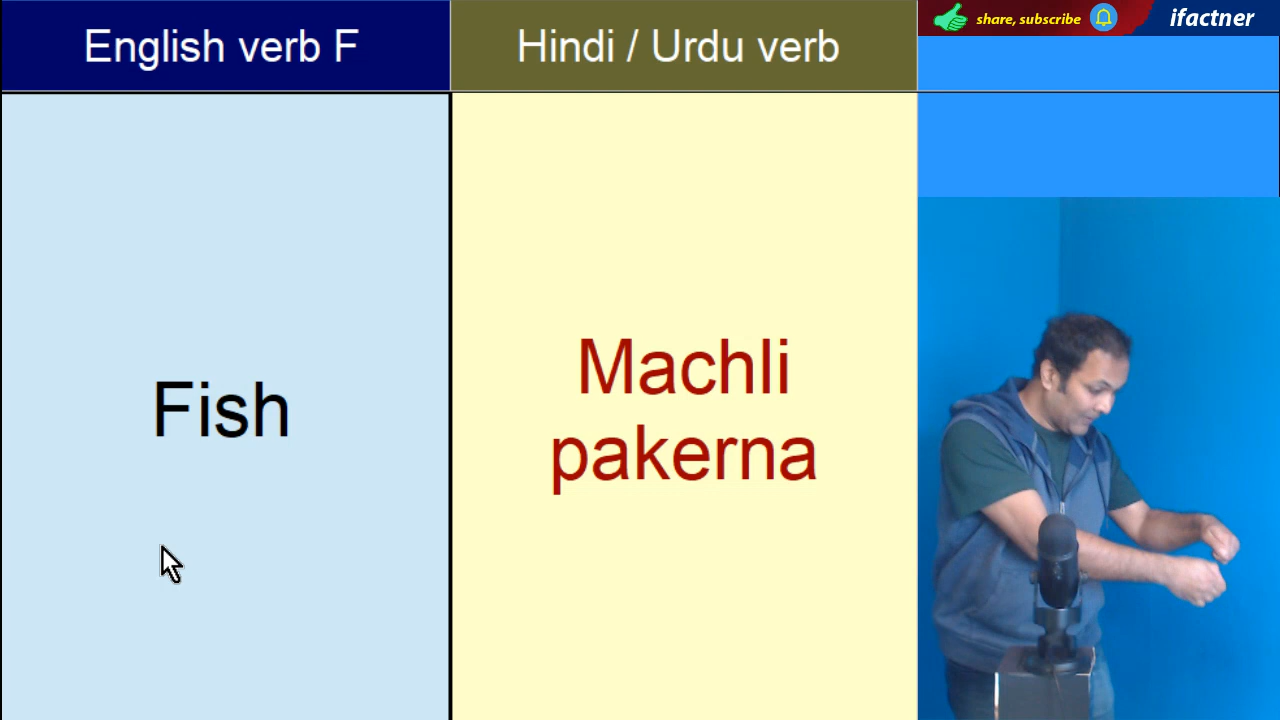 English verb F
Hindi / Urdu verb
share, subscribe
ifactner
Fish
Machli
pakerna